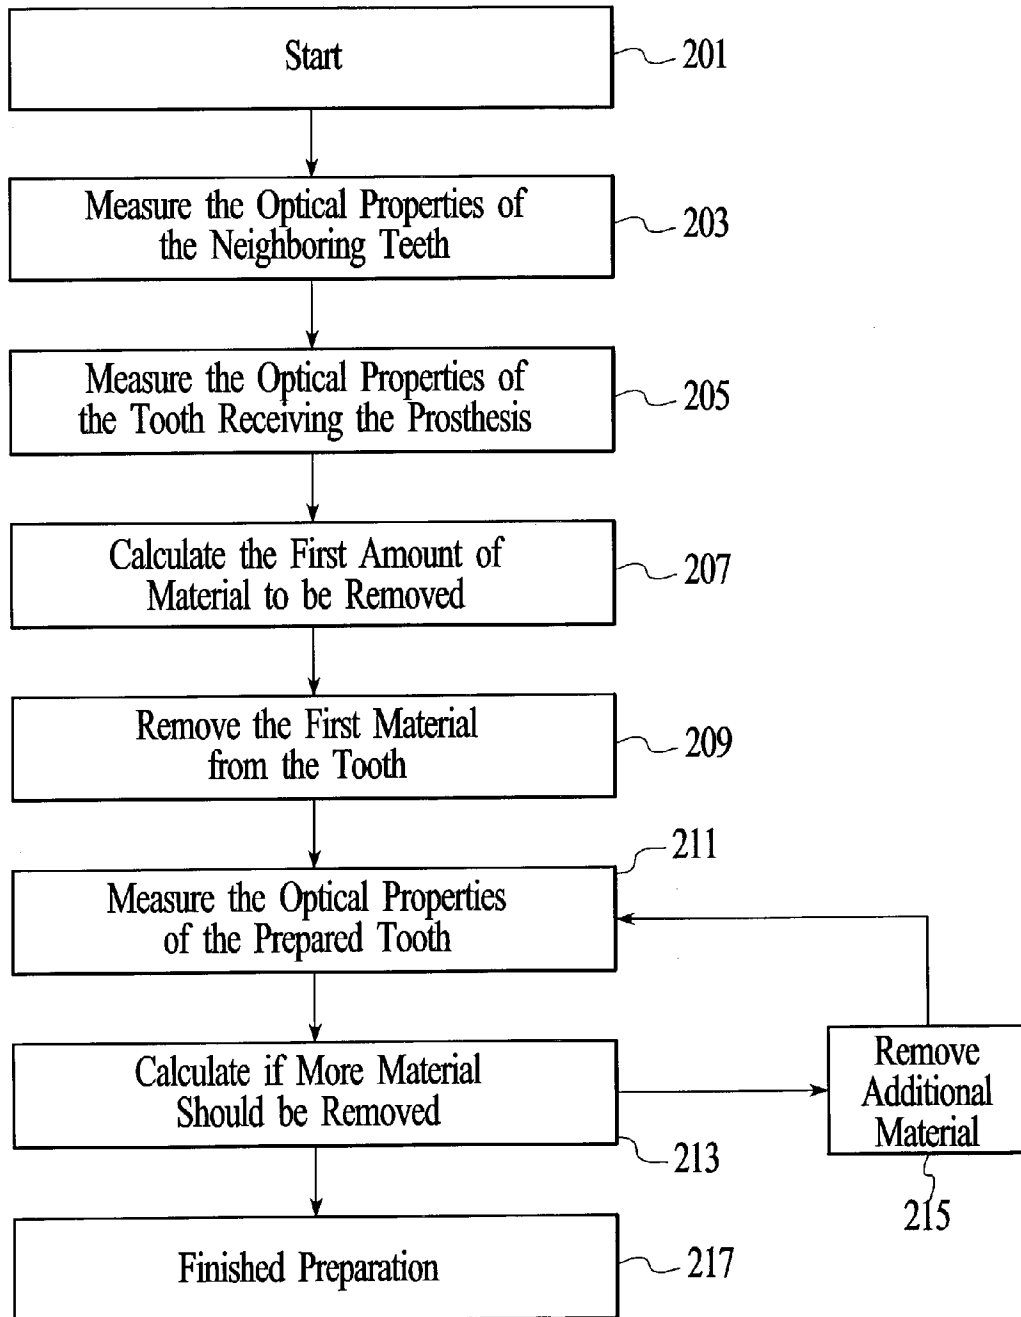 Start
201
Measure the Optical Properties of
the Neighboring Teeth
203
Measure the Optical Properties of
the Tooth Receiving the Prosthesis
205
Calculate the First Amount of
Material to be Removed
207
Remove the First Material
from the Tooth
209
211
Measure the Optical Properties
of the Prepared Tooth
Calculate if More Material
Should be Removed
213
Remove
Additional
Material
215
Finished Preparation
217